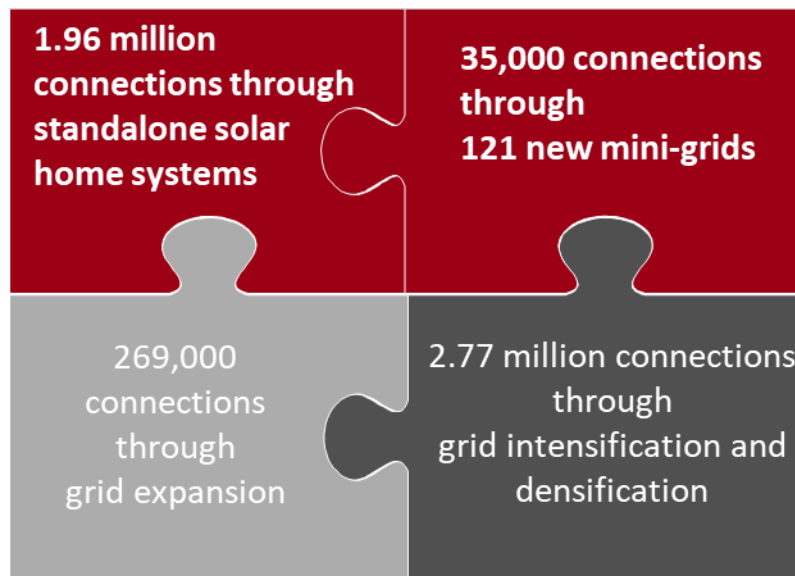 1.96 million
connections through
standalone solar
home systems
35,000 connections
through
121 new mini-grids
269,000
connections
through
grid expansion
2.77 million connections
through
grid intensification and
densification